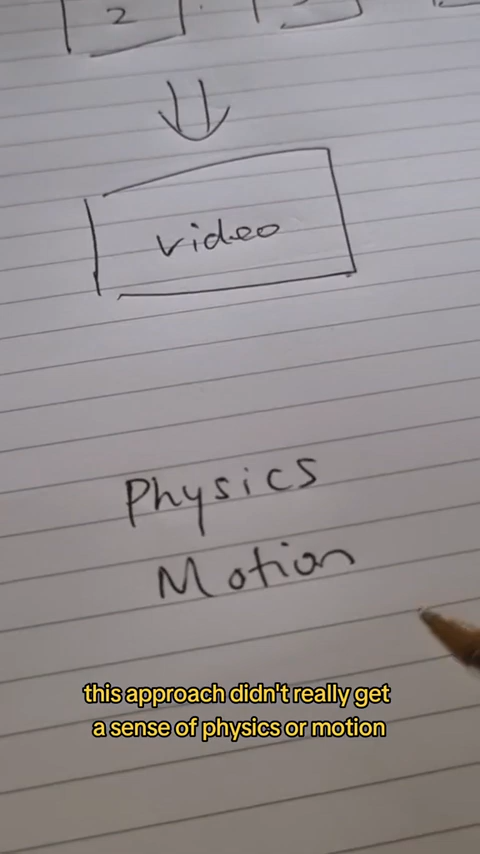 2
video
Physics
Motion
this approach didn't really get
a sense of physics or motion